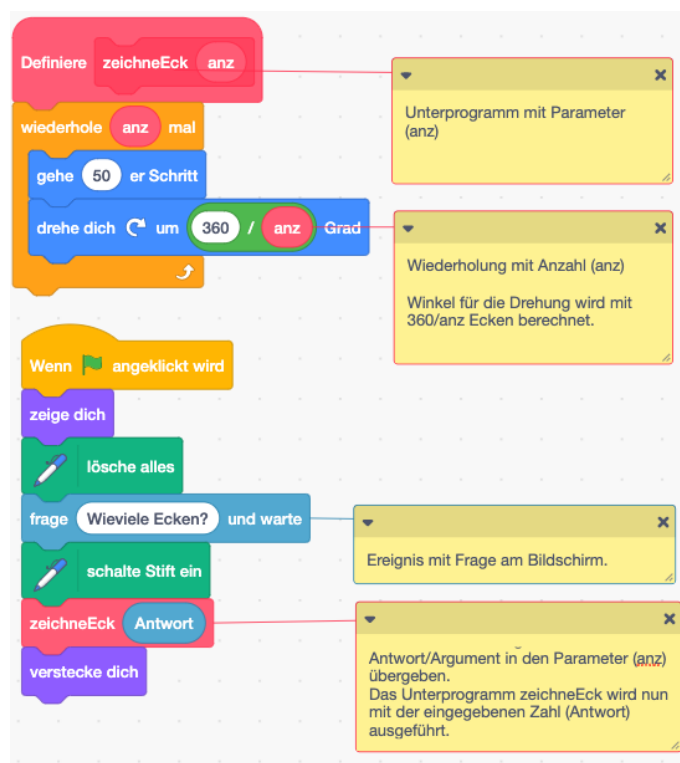 Definiere zeichneEck anz
wiederhole anz mal
gehe 50 er Schritt
drehe dich um 360 / anz Grad
Unterprogramm mit Parameter
(anz)
Wiederholung mit Anzahl (anz)
Winkel für die Drehung wird mit
360/anz Ecken berechnet.
Wenn angeklickt wird
zeige dich
lösche alles
frage Wieviele Ecken? und warte
schalte Stift ein
zeichneEck Antwort
verstecke dich
Ereignis mit Frage am Bildschirm.
Antwort/Argument in den Parameter (anz)
übergeben.
Das Unterprogramm zeichneEck wird nun
mit der eingegebenen Zahl (Antwort)
ausgeführt.